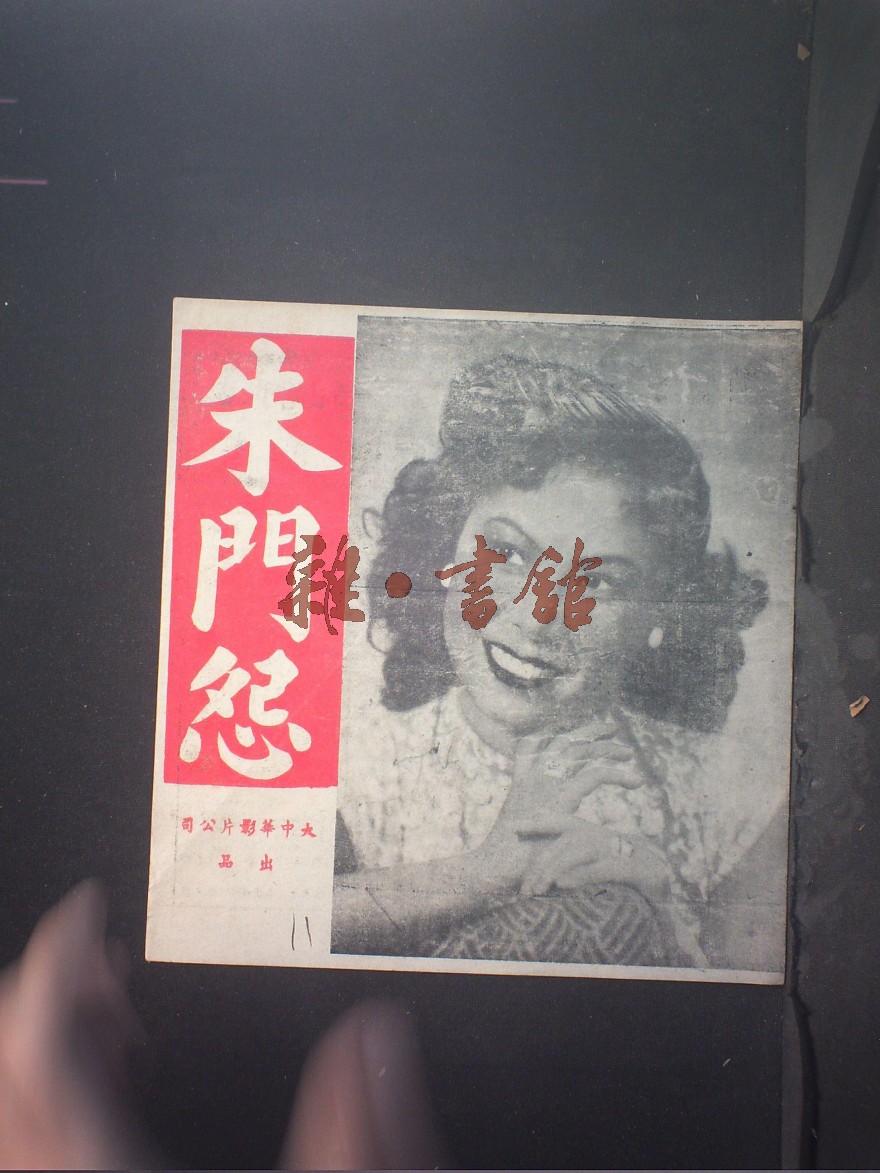 朱門怨
大中華影片公司
出品
11
雜·書館